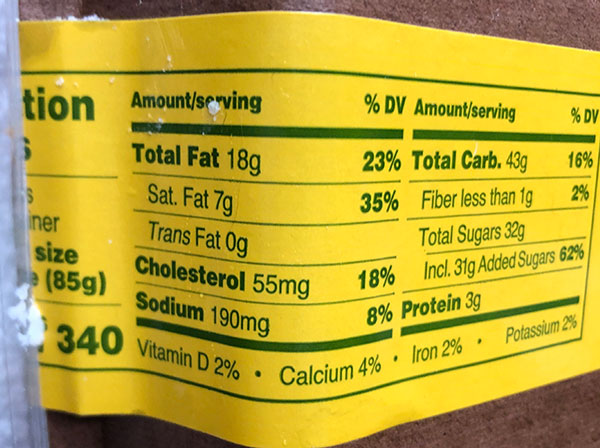 tion
s
s
iner
size
(85g)
340
Amount/serving % DV
Total Fat 18g 23%
Sat. Fat 7g 35%
Trans Fat 0g
Cholesterol 55mg 18%
Sodium 190mg 8%
Amount/serving % DV
Total Carb. 43g 16%
Fiber less than 1g 2%
Total Sugars 32g
Incl. 31g Added Sugars 62%
Protein 3g
Vitamin D 2% • Calcium 4% • Iron 2% • Potassium 2%